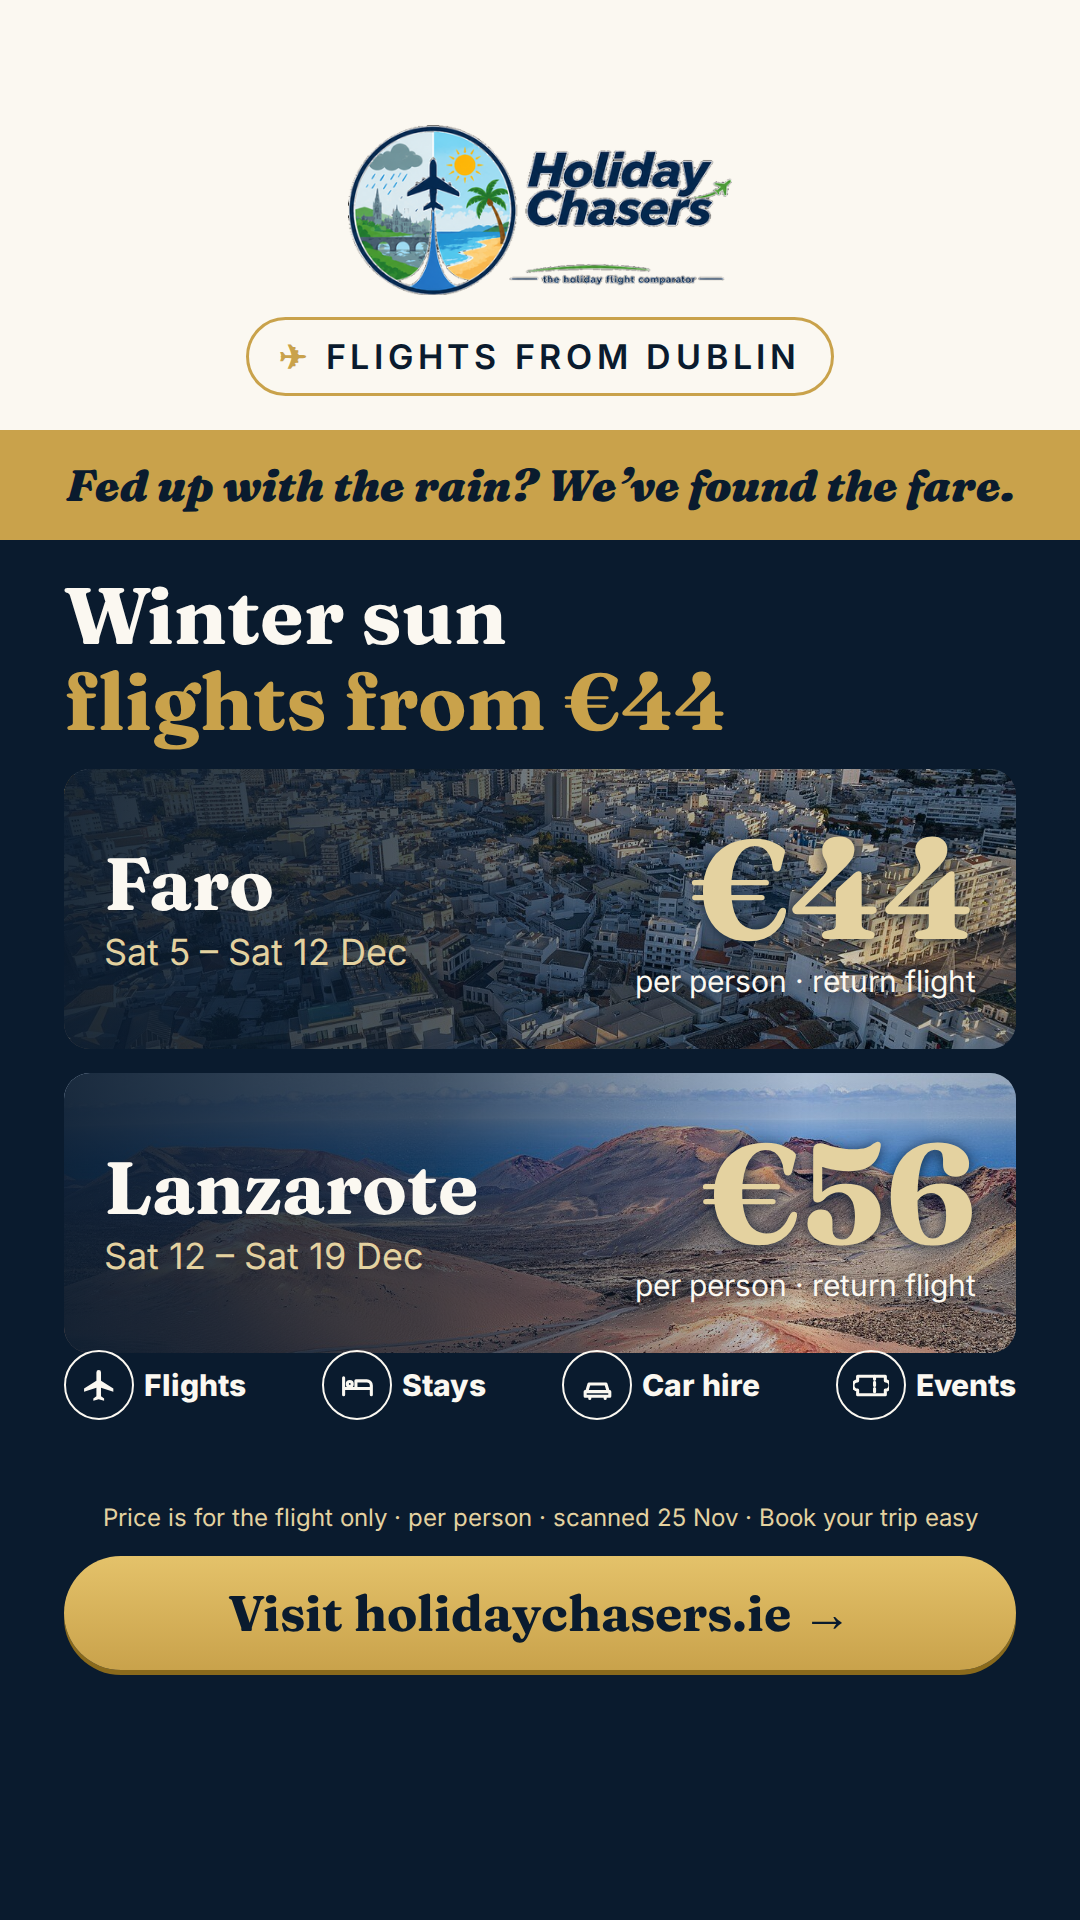 Holiday
Chasers
the holiday flight comparator
✈ FLIGHTS FROM DUBLIN
Fed up with the rain? We’ve found the fare.
Winter sun
flights from €44
Faro
Sat 5 – Sat 12 Dec
€44
per person · return flight
Lanzarote
Sat 12 – Sat 19 Dec
€56
per person · return flight
Flights Stays Car hire Events
Price is for the flight only · per person · scanned 25 Nov · Book your trip easy
Visit holidaychasers.ie →